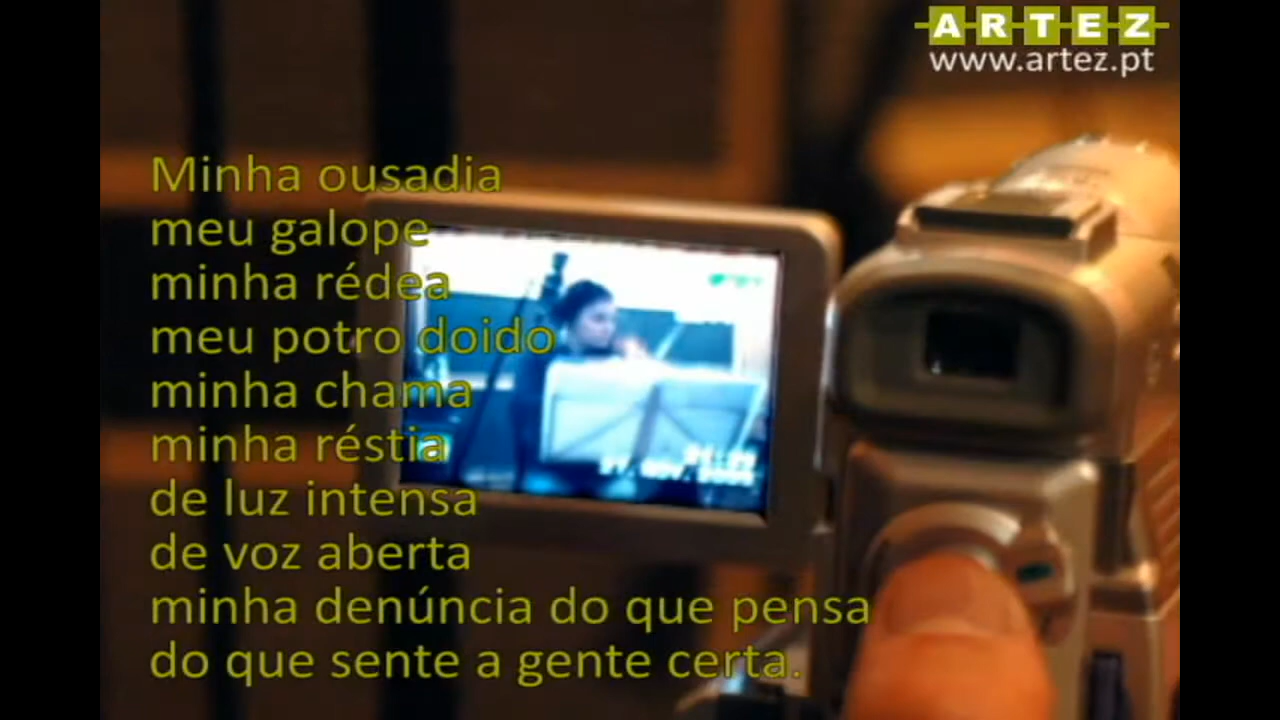 ARTEZ
www.artez.pt
Minha ousadia
meu galope
minha rédea
meu potro doido
minha chama
minha réstia
de luz intensa
de voz aberta
minha denúncia do que pensa
do que sente a gente certa.